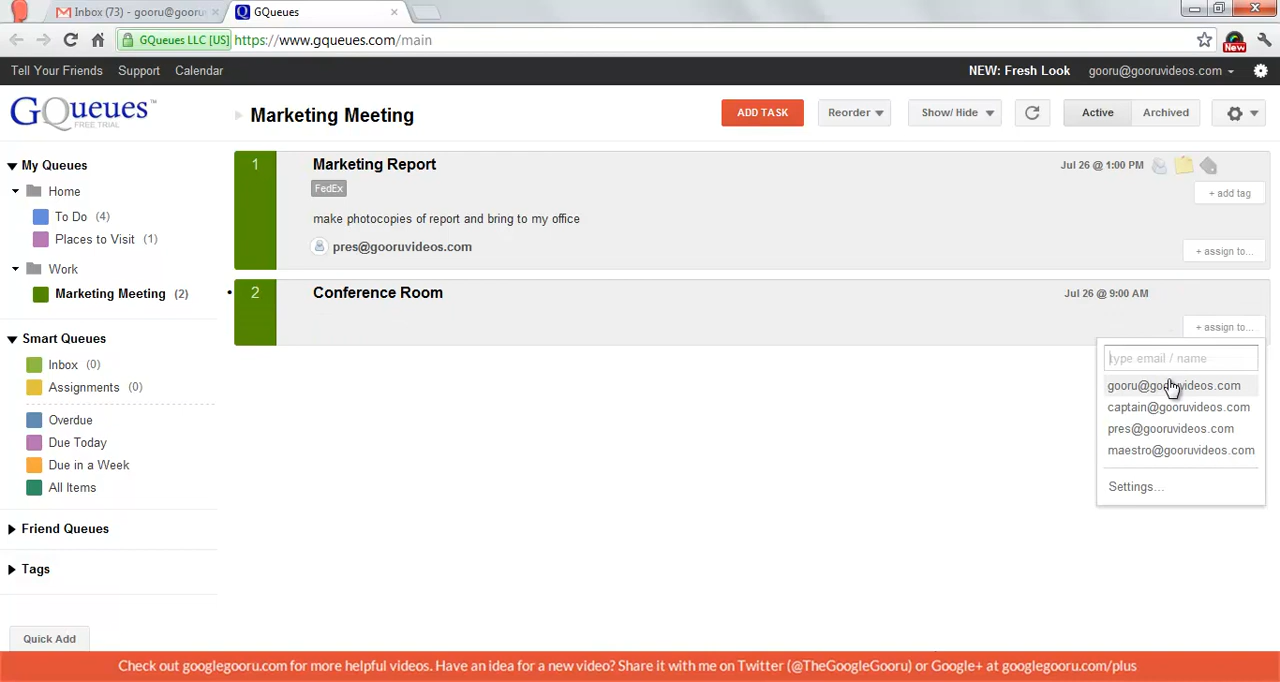 Inbox (73) - gooru@gooru
GQueues
GQueues LLC [US]
https://www.gqueues.com/main
New
Tell Your Friends
Support
Calendar
NEW: Fresh Look
gooru@gooruvideos.com
GQueues™
FREE TRIAL
Marketing Meeting
ADD TASK
Reorder
Show/ Hide
Active
Archived
My Queues
Home
To Do (4)
Places to Visit (1)
Work
Marketing Meeting (2)
Smart Queues
Inbox (0)
Assignments (0)
Overdue
Due Today
Due in a Week
All Items
Friend Queues
Tags
Quick Add
1
Marketing Report
Jul 26 @ 1:00 PM
FedEx
+ add tag
make photocopies of report and bring to my office
pres@gooruvideos.com
+ assign to...
2
Conference Room
Jul 26 @ 9:00 AM
+ assign to...
type email / name
gooru@gooruvideos.com
captain@gooruvideos.com
pres@gooruvideos.com
maestro@gooruvideos.com
Settings...
Check out googlegooru.com for more helpful videos. Have an idea for a new video? Share it with me on Twitter (@TheGoogleGooru) or Google+ at googlegooru.com/plus